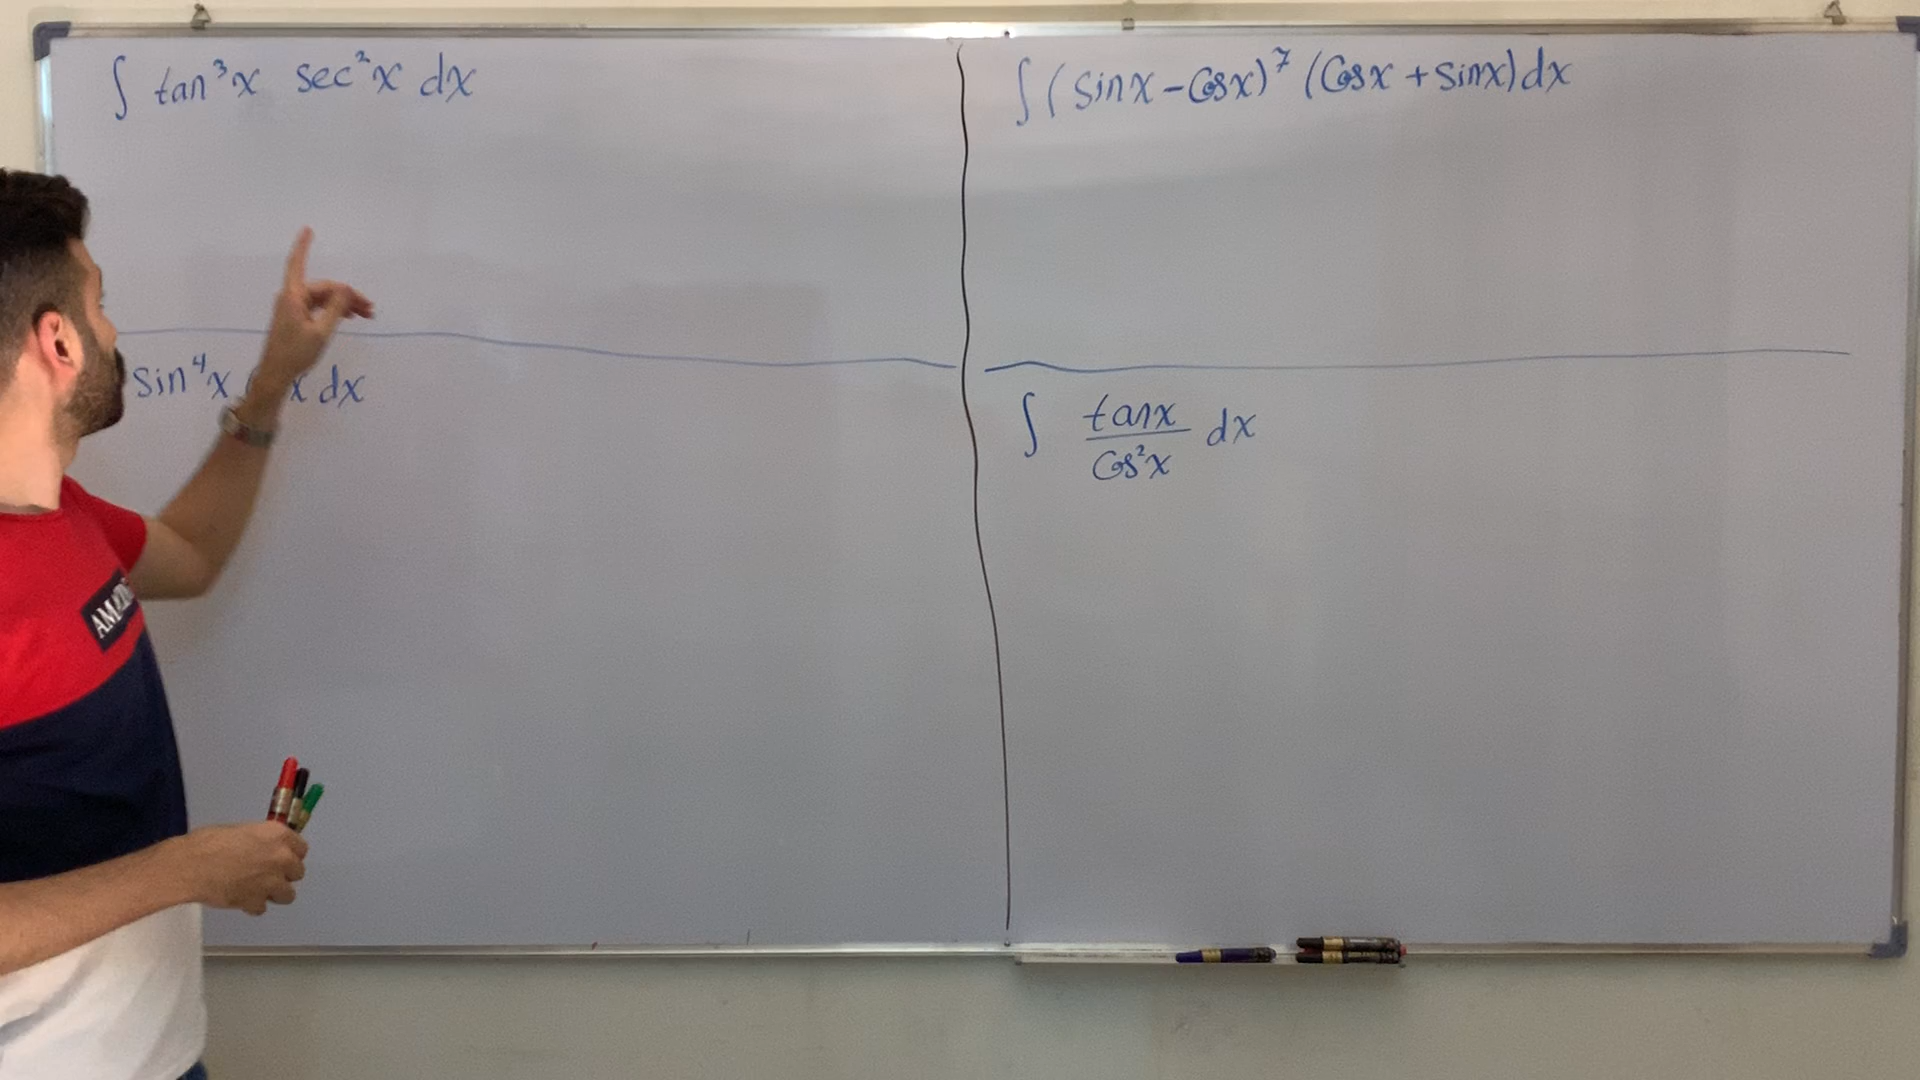 ∫ tan³x sec²x dx
∫ (sinx - Cosx)⁷ (Cosx + sinx) dx
sin⁴x x dx
∫ tanx / Cos²x dx